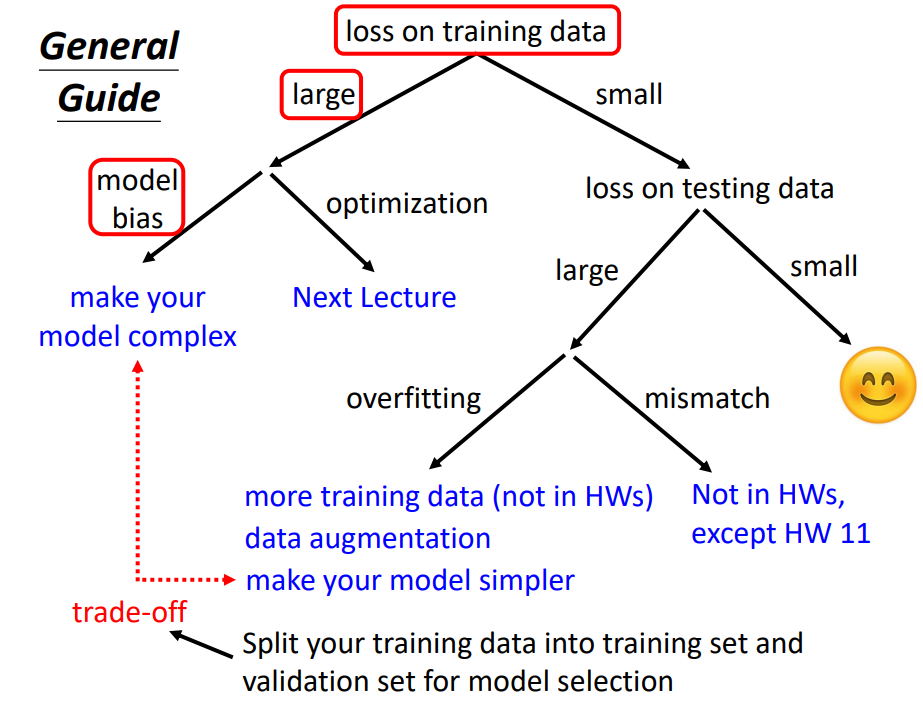 General
Guide
loss on training data
large
small
model
bias
optimization
loss on testing data
make your
model complex
Next Lecture
large
small
overfitting
mismatch
more training data (not in HWs)
data augmentation
make your model simpler
Not in HWs,
except HW 11
trade-off
Split your training data into training set and
validation set for model selection